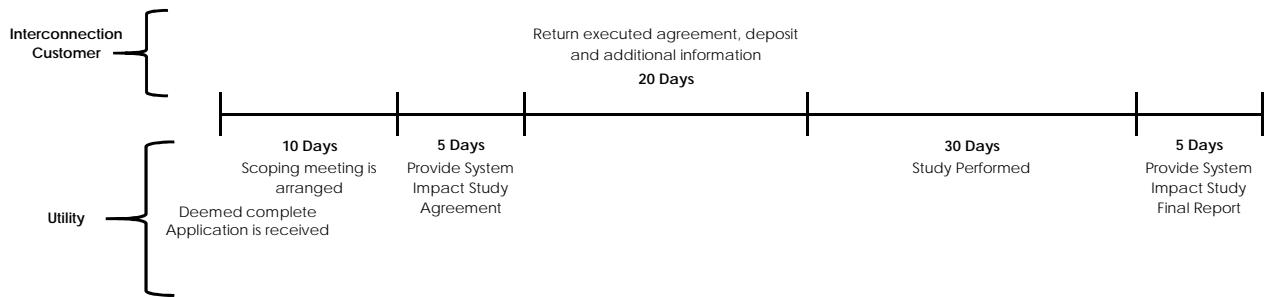 Interconnection
Customer
Return executed agreement, deposit
and additional information
20 Days
10 Days
Scoping meeting is
arranged
Deemed complete
Application is received
5 Days
Provide System
Impact Study
Agreement
30 Days
Study Performed
5 Days
Provide System
Impact Study
Final Report
Utility